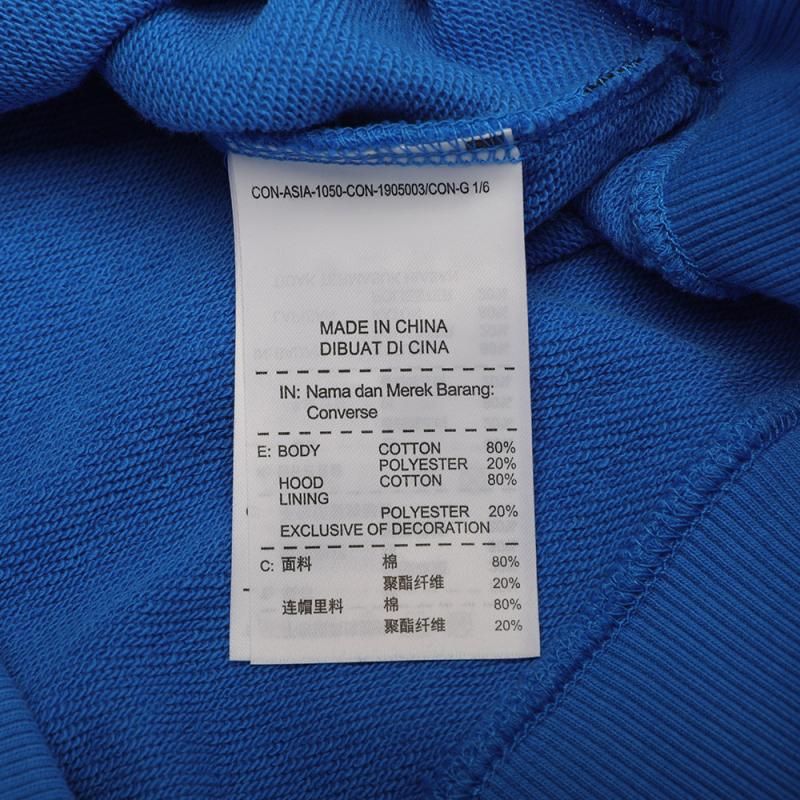 CON-ASIA-1050-CON-1905003/CON-G 1/6
MADE IN CHINA
DIBUAT DI CINA
IN: Nama dan Merek Barang:
Converse
E: BODY COTTON 80%
POLYESTER 20%
HOOD COTTON 80%
LINING
POLYESTER 20%
EXCLUSIVE OF DECORATION
C: 面料 棉 80%
聚酯纤维 20%
连帽里料 棉 80%
聚酯纤维 20%